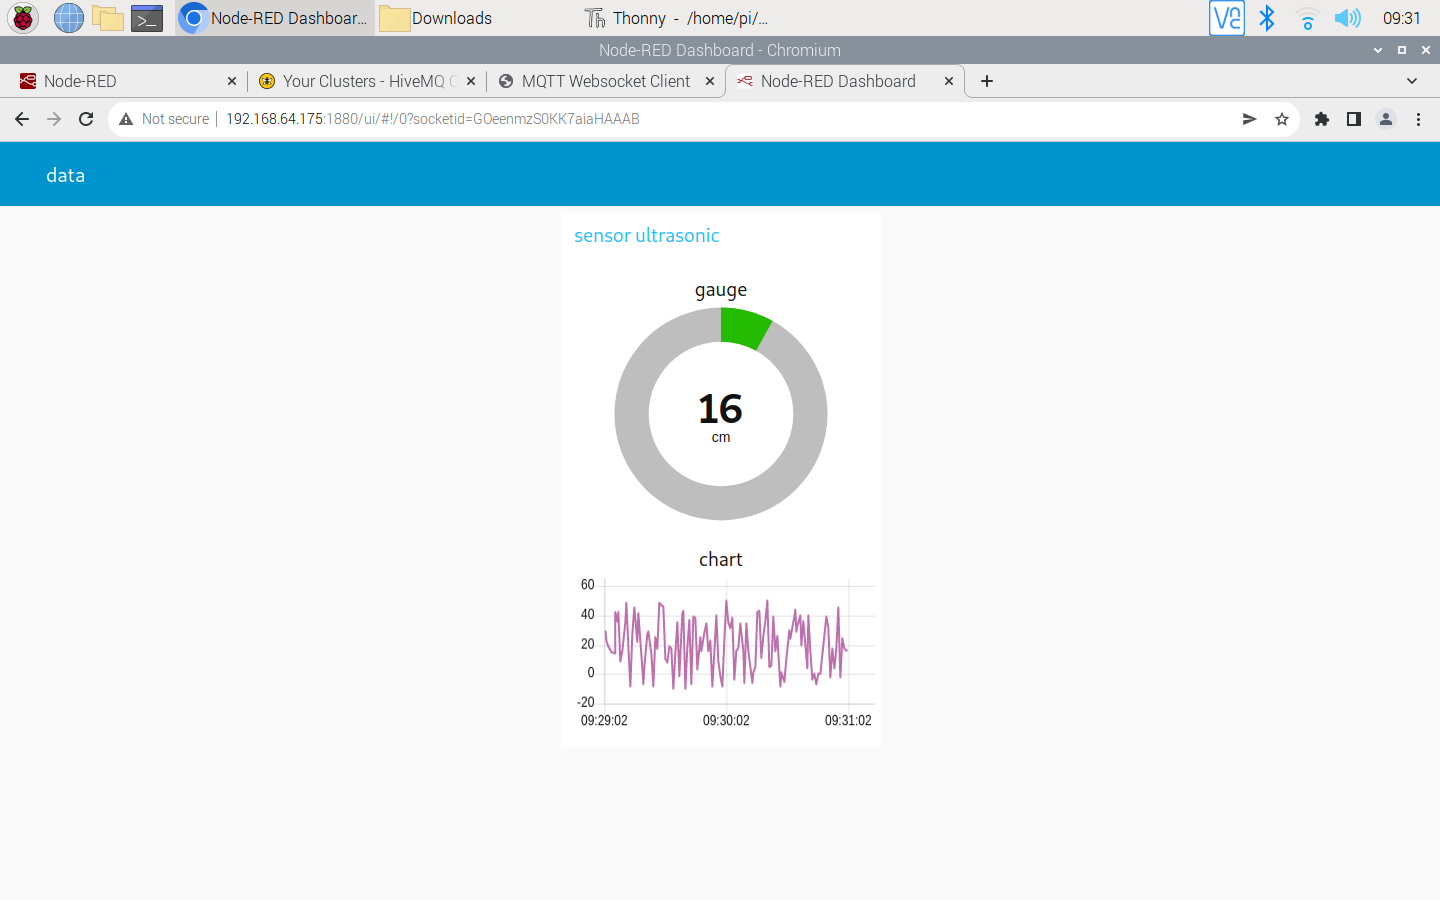 Node-RED Dashboar...
Downloads
Thonny - /home/pi/...
09:31
Node-RED Dashboard - Chromium
Node-RED
Your Clusters - HiveMQ C
MQTT Websocket Client
Node-RED Dashboard
Not secure
192.168.64.175:1880/ui/#!/0?socketid=GOeenmzS0KK7aiaHAAAB
data
sensor ultrasonic
gauge
16
cm
chart
60
40
20
0
-20
09:29:02
09:30:02
09:31:02